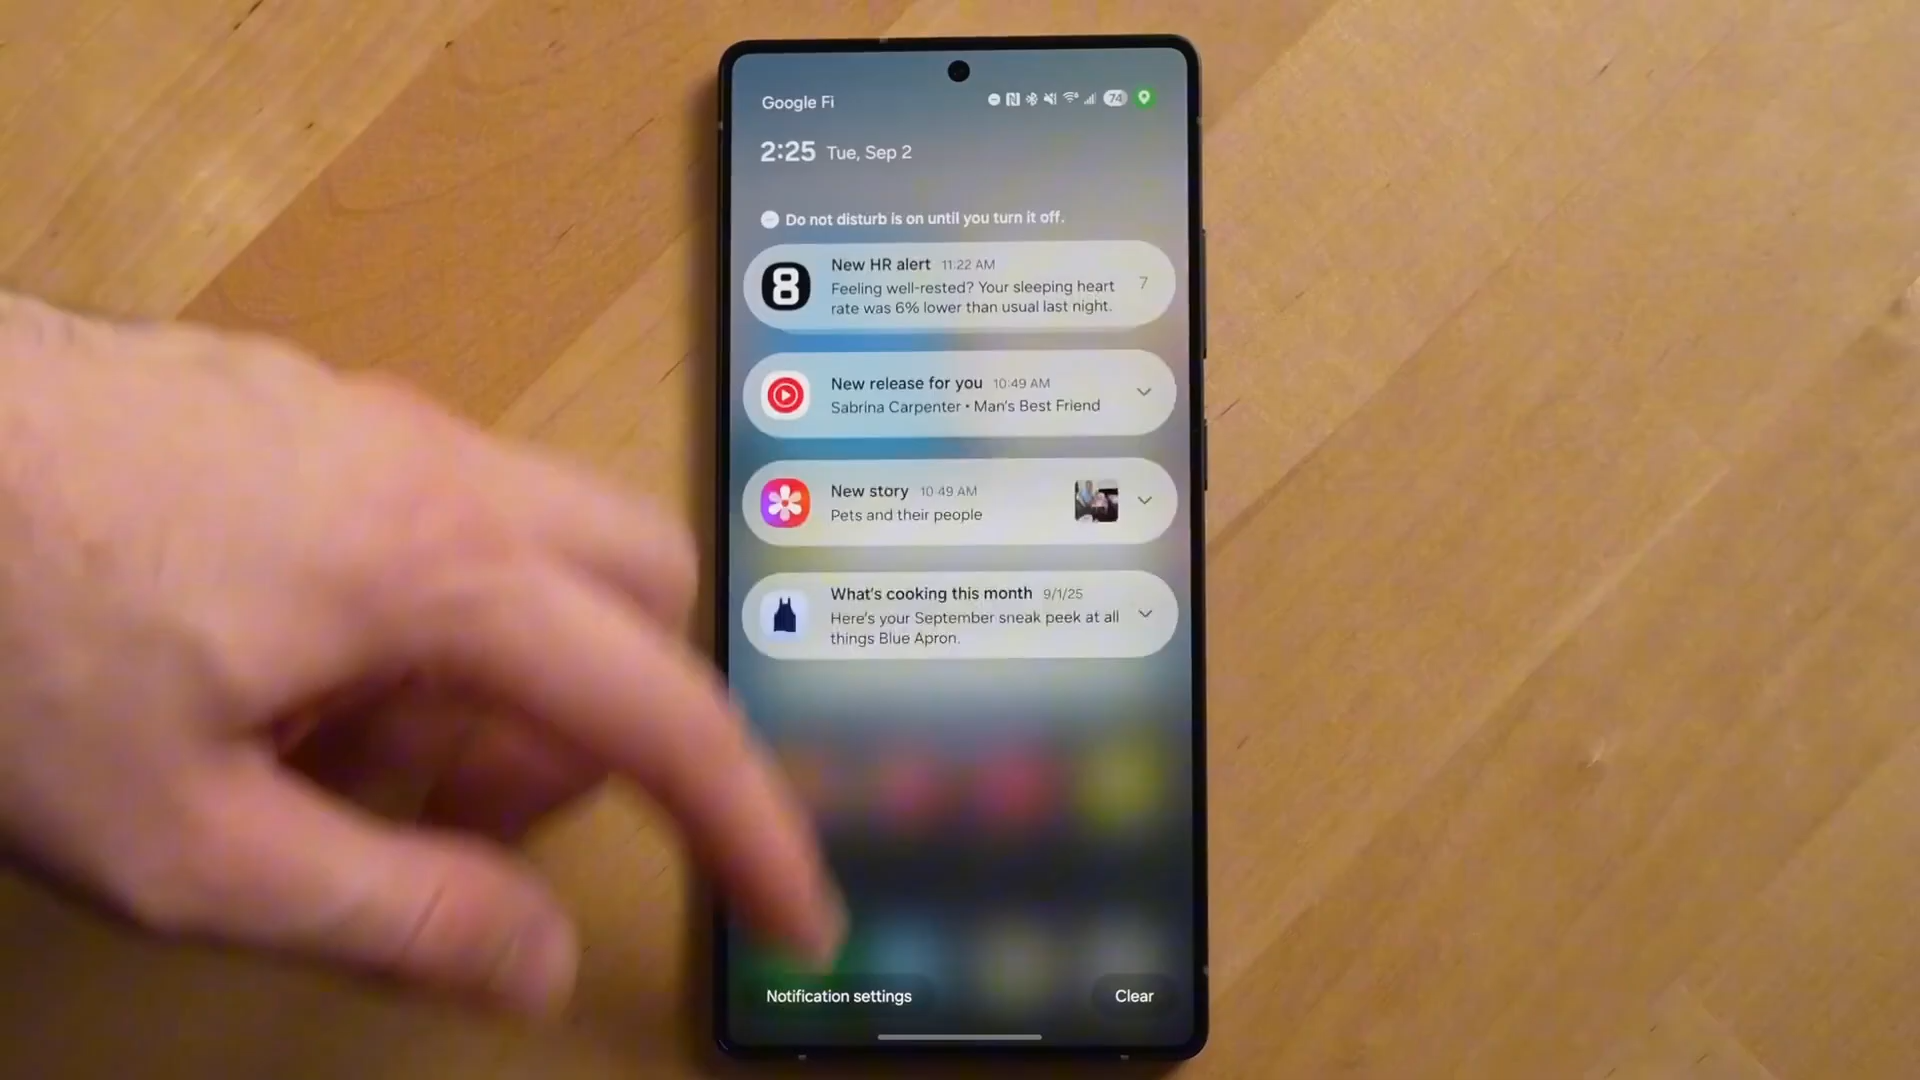 Google Fi
74
2:25 Tue, Sep 2
Do not disturb is on until you turn it off.
8
New HR alert 11:22 AM
Feeling well-rested? Your sleeping heart
rate was 6% lower than usual last night.
7
New release for you 10:49 AM
Sabrina Carpenter • Man's Best Friend
New story 10:49 AM
Pets and their people
What's cooking this month 9/1/25
Here's your September sneak peek at all
things Blue Apron.
Notification settings
Clear